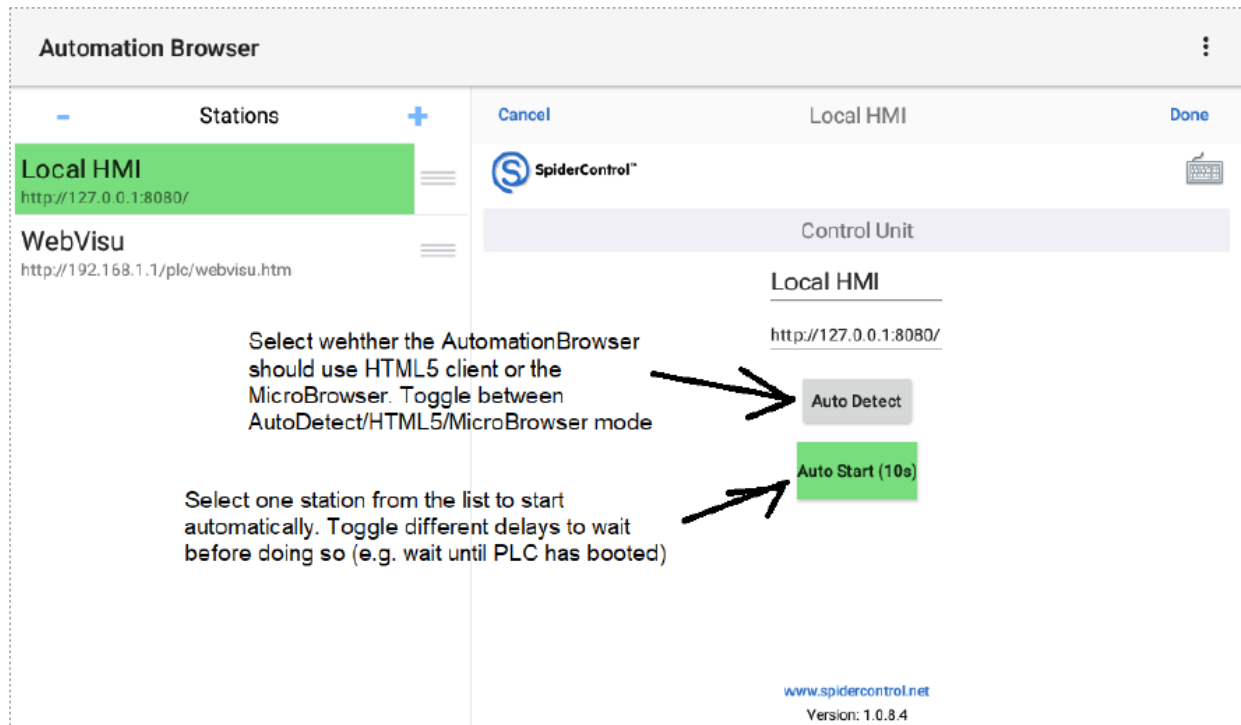 Automation Browser
- Stations +
Cancel Local HMI Done
Local HMI
http://127.0.0.1:8080/
SpiderControl™
Control Unit
WebVisu
http://192.168.1.1/plc/webvisu.htm
Local HMI
http://127.0.0.1:8080/
Select wehther the AutomationBrowser
should use HTML5 client or the
MicroBrowser. Toggle between
AutoDetect/HTML5/MicroBrowser mode
Auto Detect
Auto Start (10s)
Select one station from the list to start
automatically. Toggle different delays to wait
before doing so (e.g. wait until PLC has booted)
www.spidercontrol.net
Version: 1.0.8.4